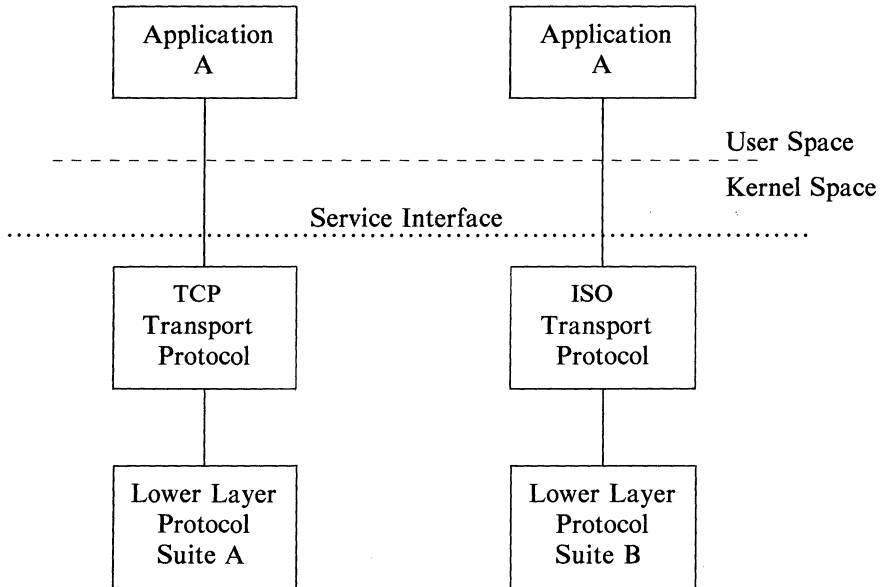 Application
A
Application
A
User Space
Kernel Space
Service Interface
TCP
Transport
Protocol
ISO
Transport
Protocol
Lower Layer
Protocol
Suite A
Lower Layer
Protocol
Suite B